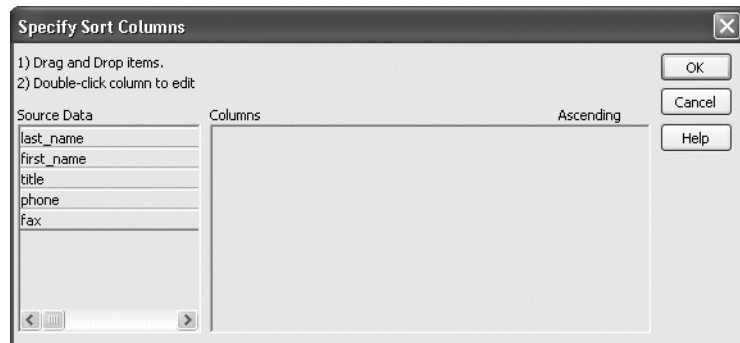 Specify Sort Columns
1) Drag and Drop items.
2) Double-click column to edit
Source Data Columns Ascending
last_name
first_name
title
phone
fax
OK
Cancel
Help